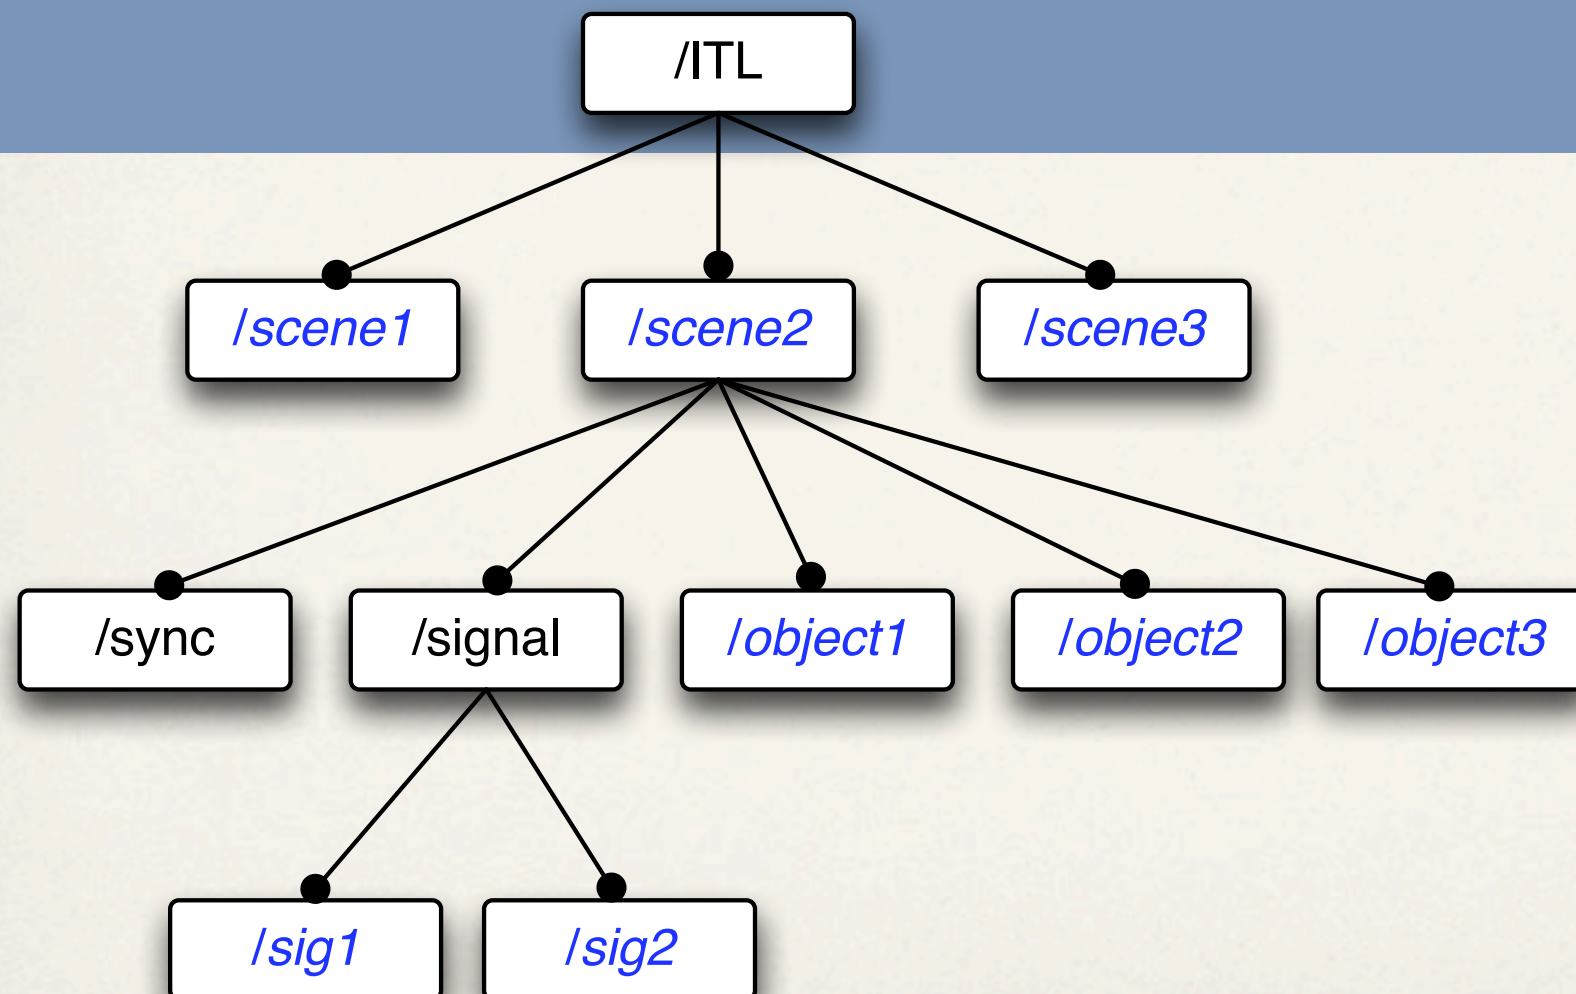 /ITL
/scene1
/scene2
/scene3
/sync
/signal
/object1
/object2
/object3
/sig1
/sig2